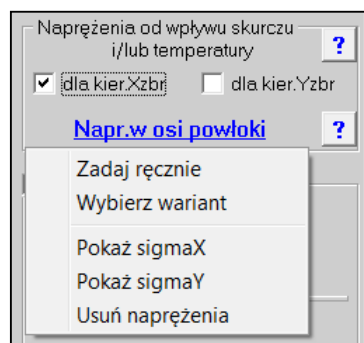 Naprężenia od wpływu skurczu
i/lub temperatury
?
dla kier.Xzbr dla kier.Yzbr
Napr.w osi powłoki ?
Zadaj ręcznie
Wybierz wariant
Pokaż sigmaX
Pokaż sigmaY
Usuń naprężenia